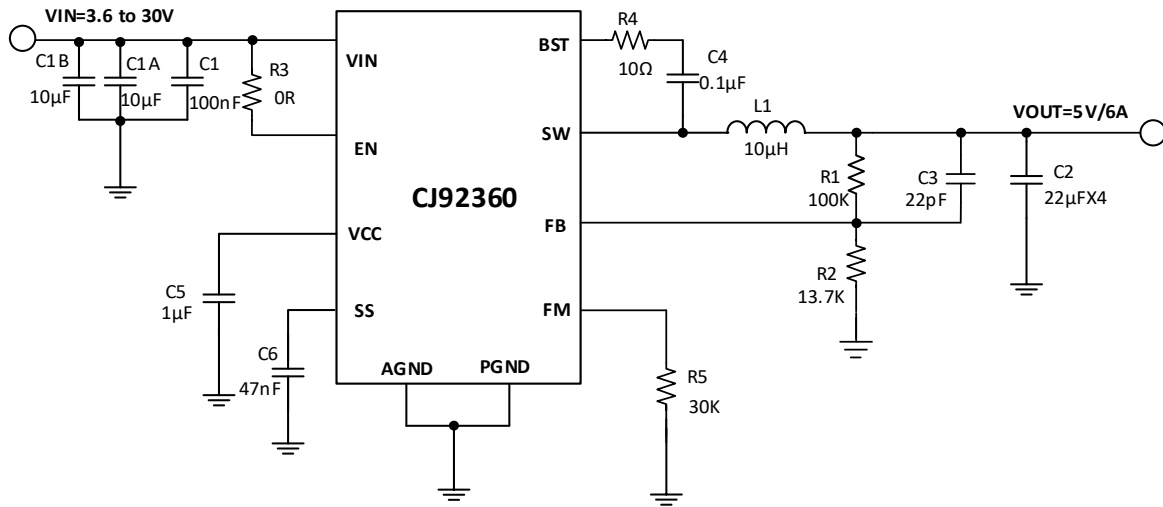 VIN=3.6 to 30V
C1B
10µF
C1A
10µF
C1
100nF
R3
0R
VIN
EN
VCC
SS
AGND
PGND
CJ92360
BST
SW
FB
FM
R4
10Ω
C4
0.1µF
L1
10µH
VOUT=5V/6A
R1
100K
C3
22pF
C2
22µFX4
R2
13.7K
C5
1µF
C6
47nF
R5
30K